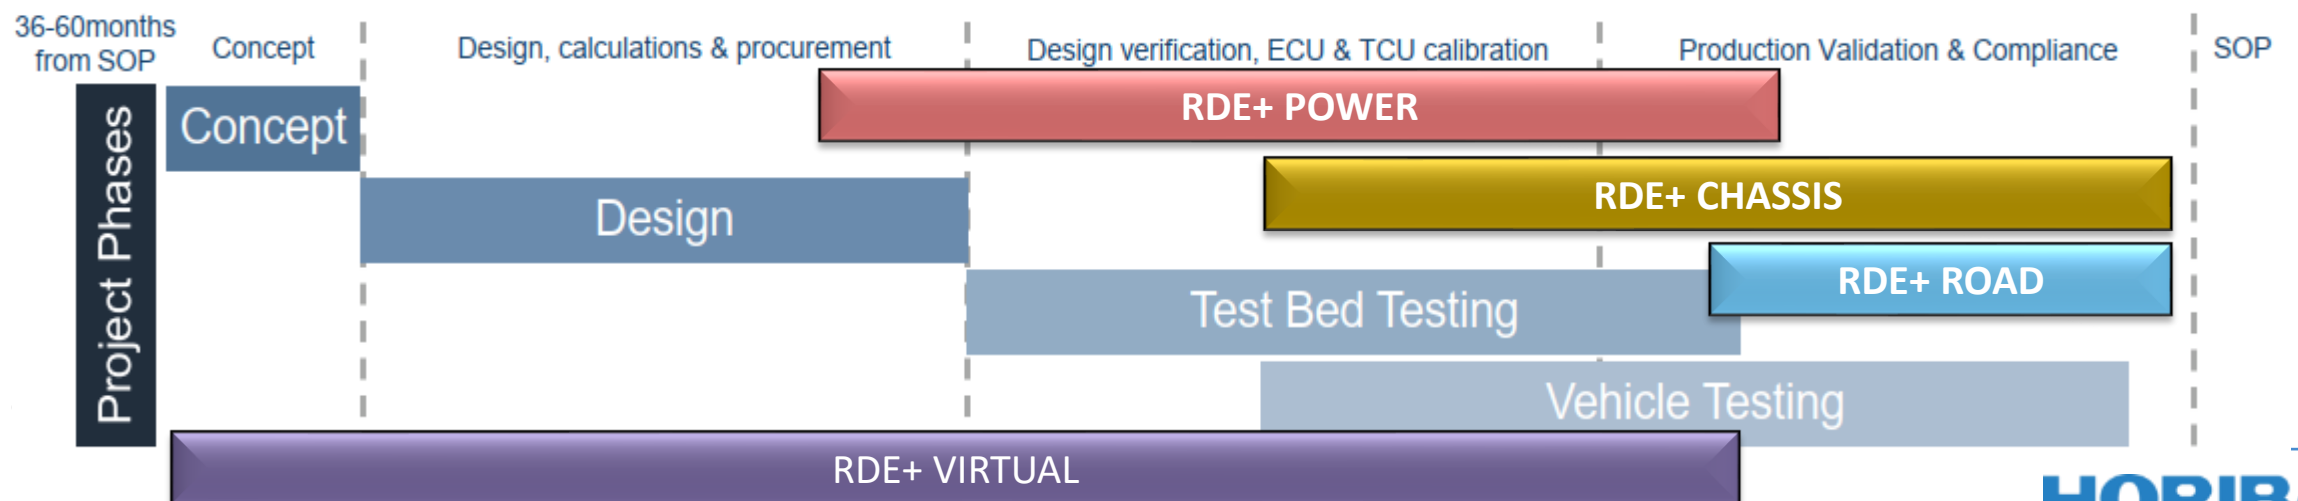 36-60months
from SOP
Concept
Design, calculations & procurement
Design verification, ECU & TCU calibration
Production Validation & Compliance
SOP
Project Phases
Concept
RDE+ POWER
RDE+ CHASSIS
Design
RDE+ ROAD
Test Bed Testing
Vehicle Testing
RDE+ VIRTUAL
HORIB